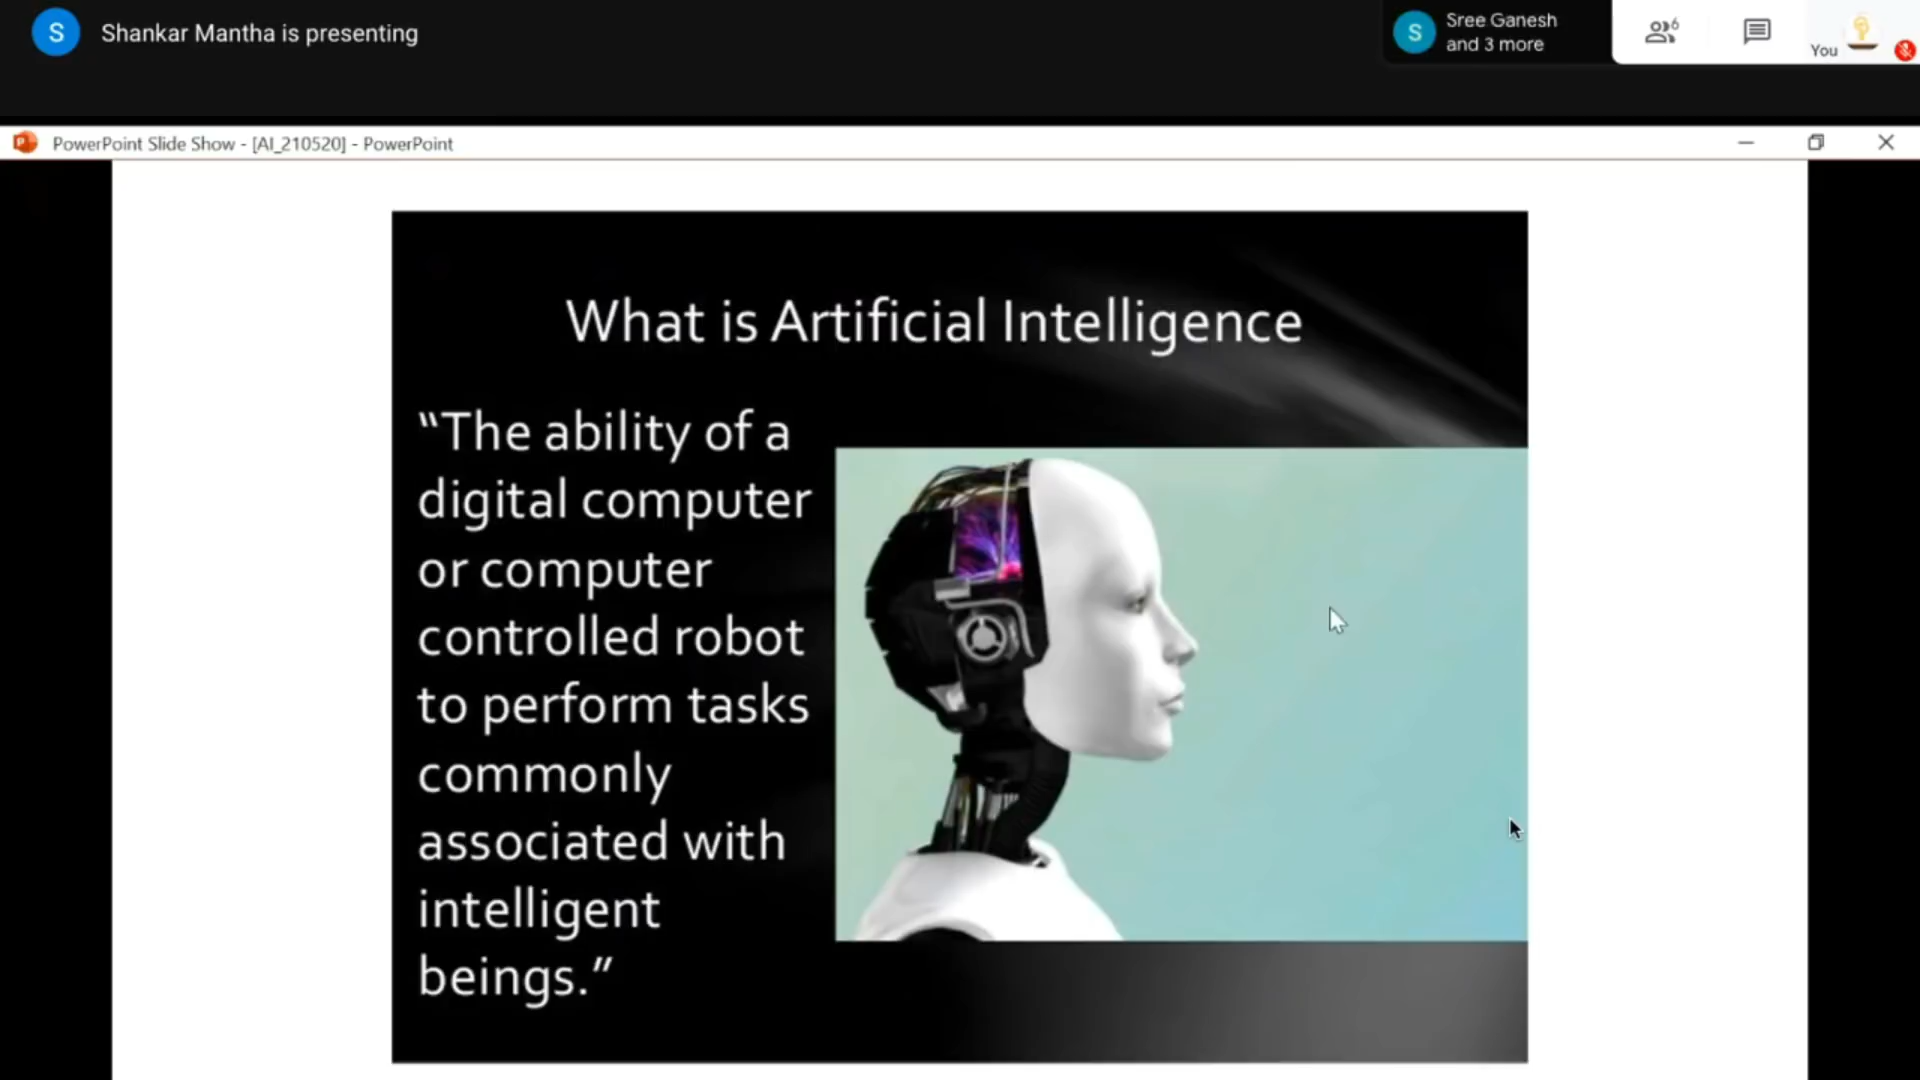 S Shankar Mantha is presenting
S Sree Ganesh
and 3 more
6
You
PowerPoint Slide Show - [AI_210520] - PowerPoint
What is Artificial Intelligence
“The ability of a
digital computer
or computer
controlled robot
to perform tasks
commonly
associated with
intelligent
beings.”